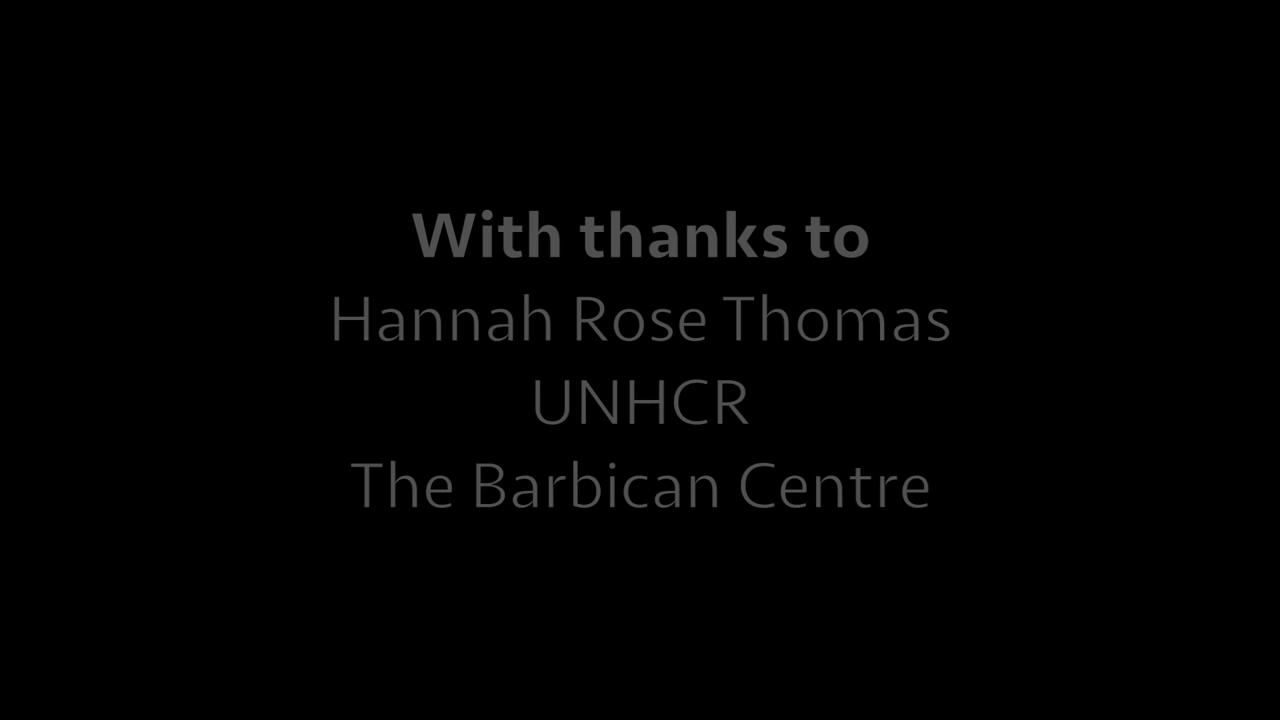 With thanks to
Hannah Rose Thomas
UNHCR
The Barbican Centre